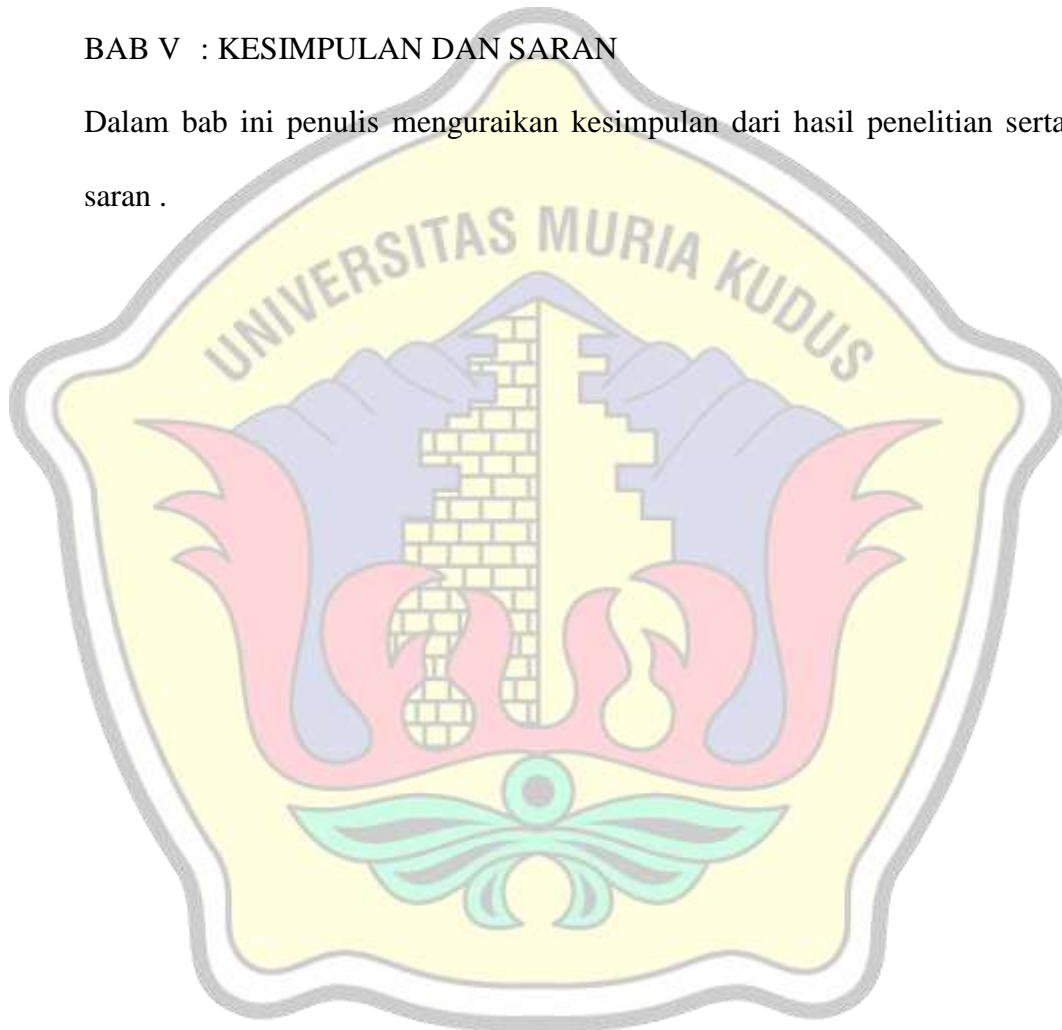 BAB V : KESIMPULAN DAN SARAN
Dalam bab ini penulis menguraikan kesimpulan dari hasil penelitian serta
saran .
UNIVERSITAS MURIA KUDUS